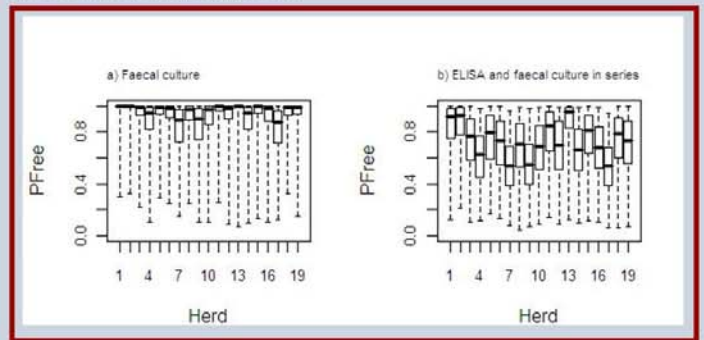 a) Faecal culture
PFree
0.0 0.4 0.8
1 4 7 10 13 16 19
Herd
b) ELISA and faecal culture in series
PFree
0.0 0.4 0.8
1 4 7 10 13 16 19
Herd